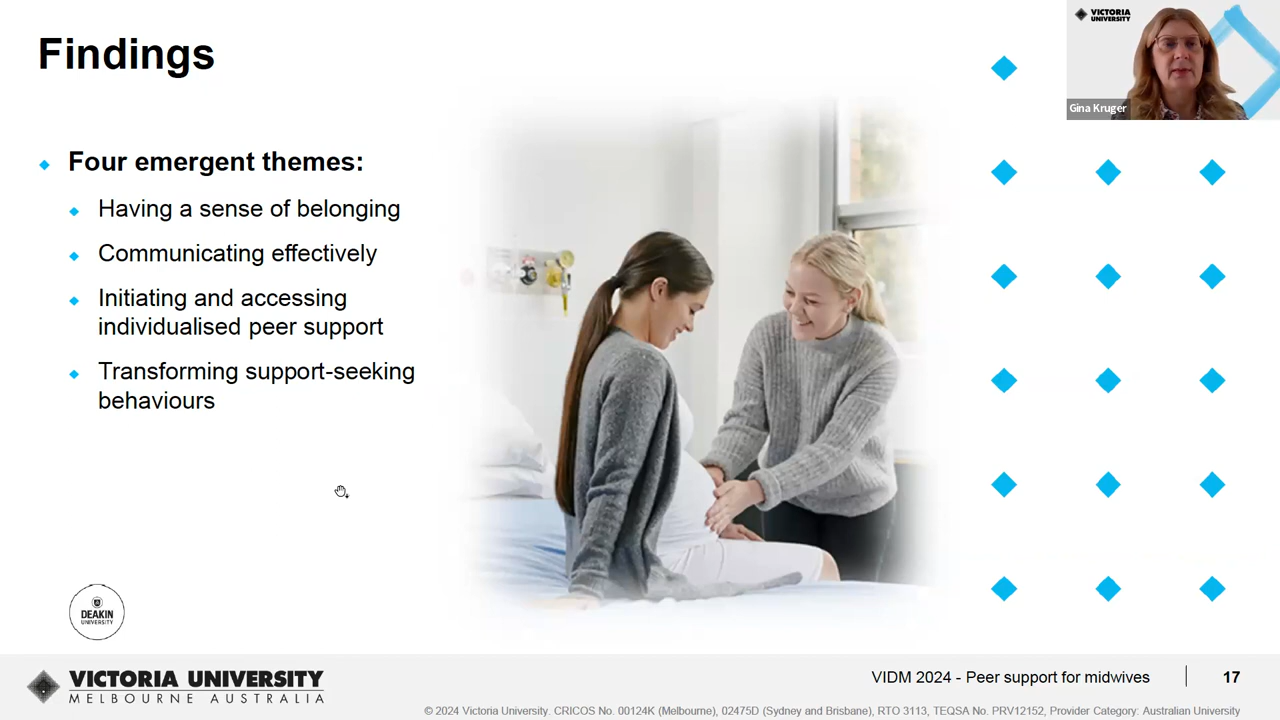 Findings
VICTORIA
UNIVERSITY
Gina Kruger
Four emergent themes:
Having a sense of belonging
Communicating effectively
Initiating and accessing
individualised peer support
Transforming support-seeking
behaviours
DEAKIN
UNIVERSITY
VICTORIA UNIVERSITY
MELBOURNE AUSTRALIA
VIDM 2024 - Peer support for midwives
17
© 2024 Victoria University. CRICOS No. 00124K (Melbourne), 02475D (Sydney and Brisbane), RTO 3113, TEQSA No. PRV12152, Provider Category: Australian University